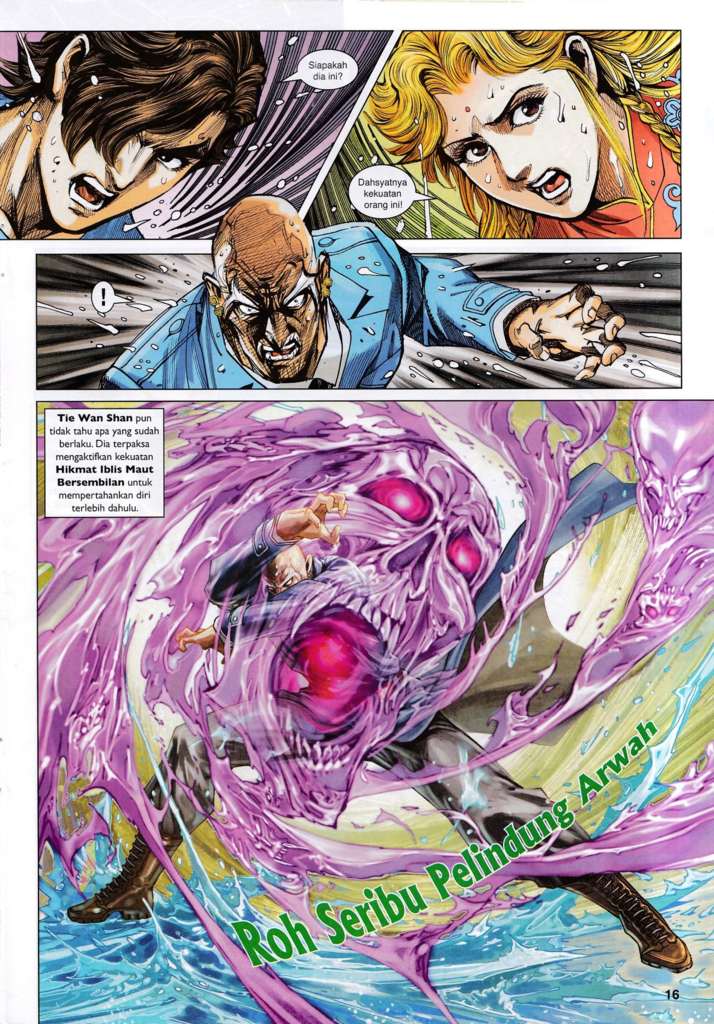 Siapakah
dia ini?
Dahsyatnya
kekuatan
orang ini!
!
Tie Wan Shan pun
tidak tahu apa yang sudah
berlaku. Dia terpaksa
mengaktifkan kekuatan
Hikmat Iblis Maut
Bersembilan untuk
mempertahankan diri
terlebih dahulu.
Roh Seribu Pelindung Arwah
16